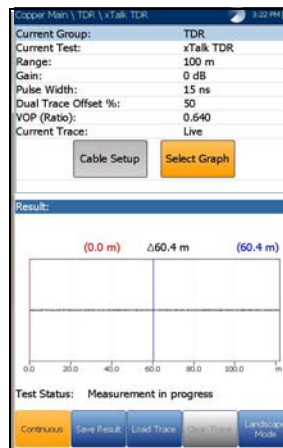 Copper Main \ TDR \ xTalk TDR 3:22 PM
Current Group: TDR
Current Test: xTalk TDR
Range: 100 m
Gain: 0 dB
Pulse Width: 15 ns
Dual Trace Offset %: 50
VOP (Ratio): 0.640
Current Trace: Live
Cable Setup Select Graph
Result:
(0.0 m) Δ60.4 m (60.4 m)
0.0 20.0 40.0 60.0 80.0 100.0 m
Test Status: Measurement in progress
Continuous Save Result Load Trace Clear Trace Landscape Mode